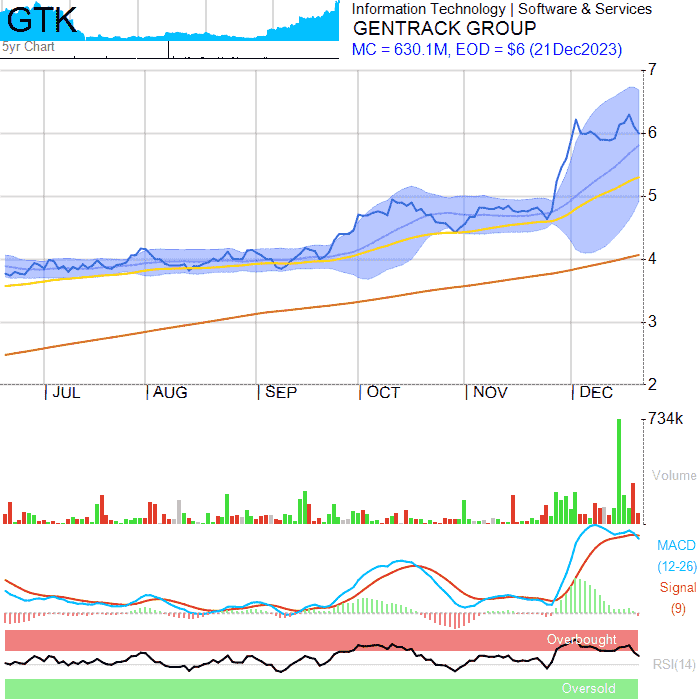 GTK
5yr Chart
Information Technology | Software & Services
GENTRACK GROUP
MC = 630.1M, EOD = $6 (21Dec2023)
7
6
5
4
3
2
JUL
AUG
SEP
OCT
NOV
DEC
734k
Volume
MACD
(12-26)
Signal
(9)
Overbought
RSI(14)
Oversold